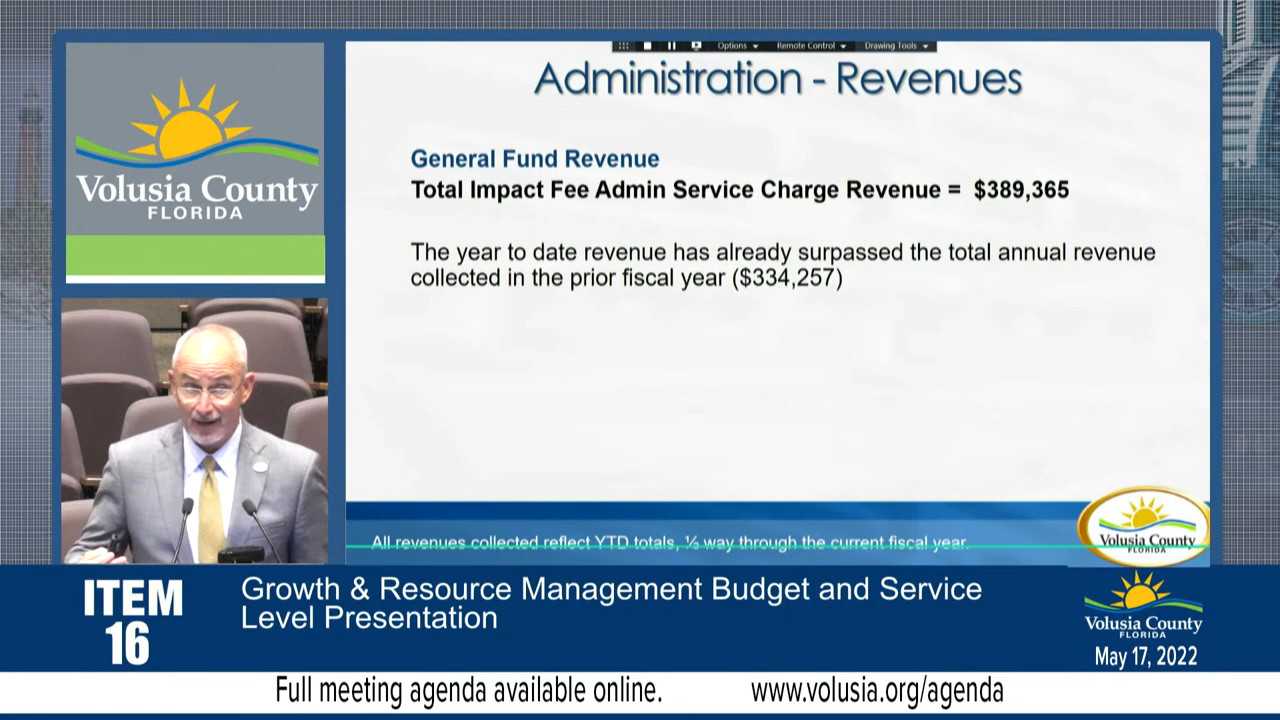 Options
Remote Control
Drawing Tools
Administration - Revenues
Volusia County
FLORIDA
General Fund Revenue
Total Impact Fee Admin Service Charge Revenue = $389,365
The year to date revenue has already surpassed the total annual revenue
collected in the prior fiscal year ($334,257)
All revenues collected reflect YTD totals, ½ way through the current fiscal year.
Volusia County
FLORIDA
ITEM
16
Growth & Resource Management Budget and Service
Level Presentation
Volusia County
FLORIDA
May 17, 2022
Full meeting agenda available online.
www.volusia.org/agenda